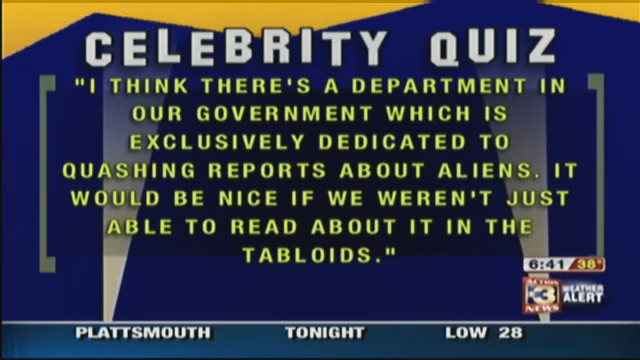 CELEBRITY QUIZ
"I THINK THERE'S A DEPARTMENT IN
OUR GOVERNMENT WHICH IS
EXCLUSIVELY DEDICATED TO
QUASHING REPORTS ABOUT ALIENS. IT
WOULD BE NICE IF WE WEREN'T JUST
ABLE TO READ ABOUT IT IN THE
TABLOIDS."
6:41 38°
ACTION
3
NEWS
WEATHER
ALERT
PLATTSMOUTH TONIGHT LOW 28